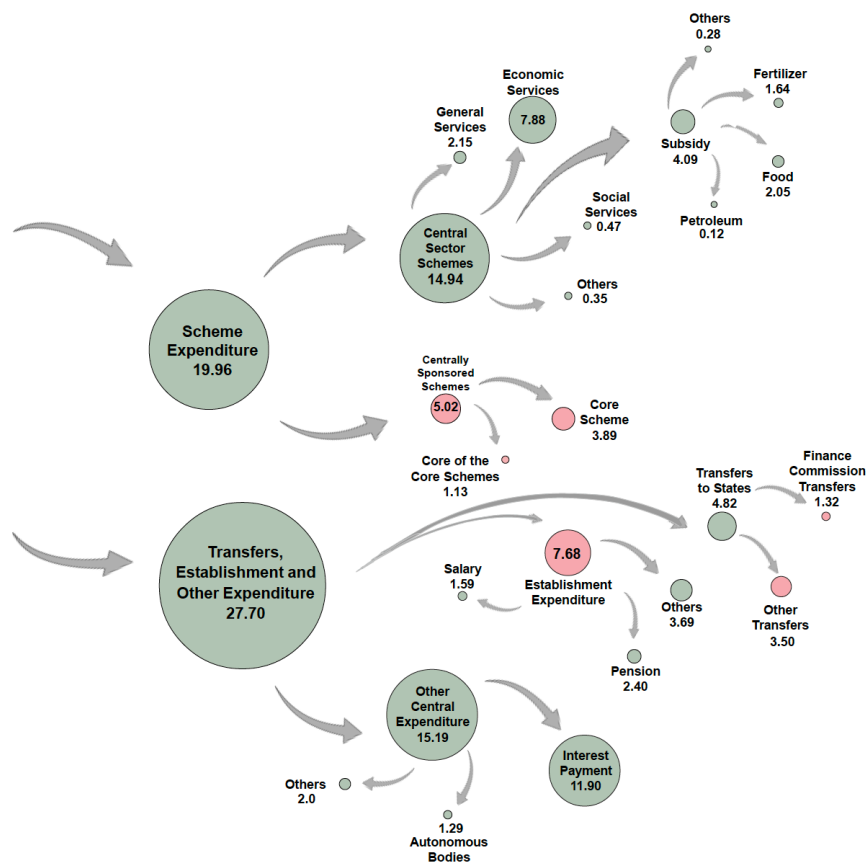 Others
0.28
Economic
Services
7.88
Fertilizer
1.64
General
Services
2.15
Subsidy
4.09
Food
2.05
Petroleum
0.12
Social
Services
0.47
Central
Sector
Schemes
14.94
Others
0.35
Scheme
Expenditure
19.96
Centrally
Sponsored
Schemes
5.02
Core
Scheme
3.89
Core of the
Core Schemes
1.13
Transfers
to States
4.82
Finance
Commission
Transfers
1.32
Transfers,
Establishment and
Other Expenditure
27.70
7.68
Establishment
Expenditure
Salary
1.59
Others
3.69
Other
Transfers
3.50
Pension
2.40
Other
Central
Expenditure
15.19
Interest
Payment
11.90
Others
2.0
1.29
Autonomous
Bodies